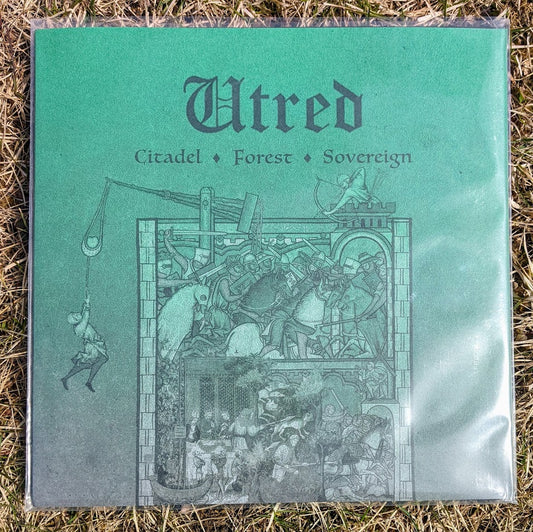 Utred
Citadel ♦ Forest ♦ Sovereign